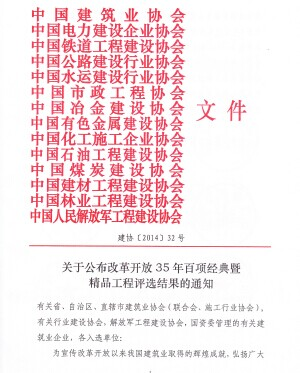 中国建筑业协会
中国电力建设企业协会
中国铁道工程建设协会
中国公路建设行业协会
中国水运建设行业协会
中国市政工程协会
中国冶金建设协会
中国有色金属建设协会
中国化工施工企业协会
中国石油工程建设协会
中国煤炭建设协会
中国建材工程建设协会
中国林业工程建设协会
中国人民解放军工程建设协会
文件
建协〔2014〕32号
关于公布改革开放35年百项经典暨
精品工程评选结果的通知
有关省、自治区、直辖市建筑业协会（联合会、施工行业协会），
有关行业建设协会，解放军工程建设协会，国资委管理的有关建
筑业企业，各入选单位：
为宣传改革开放以来我国建筑业取得的辉煌成就，弘扬广大